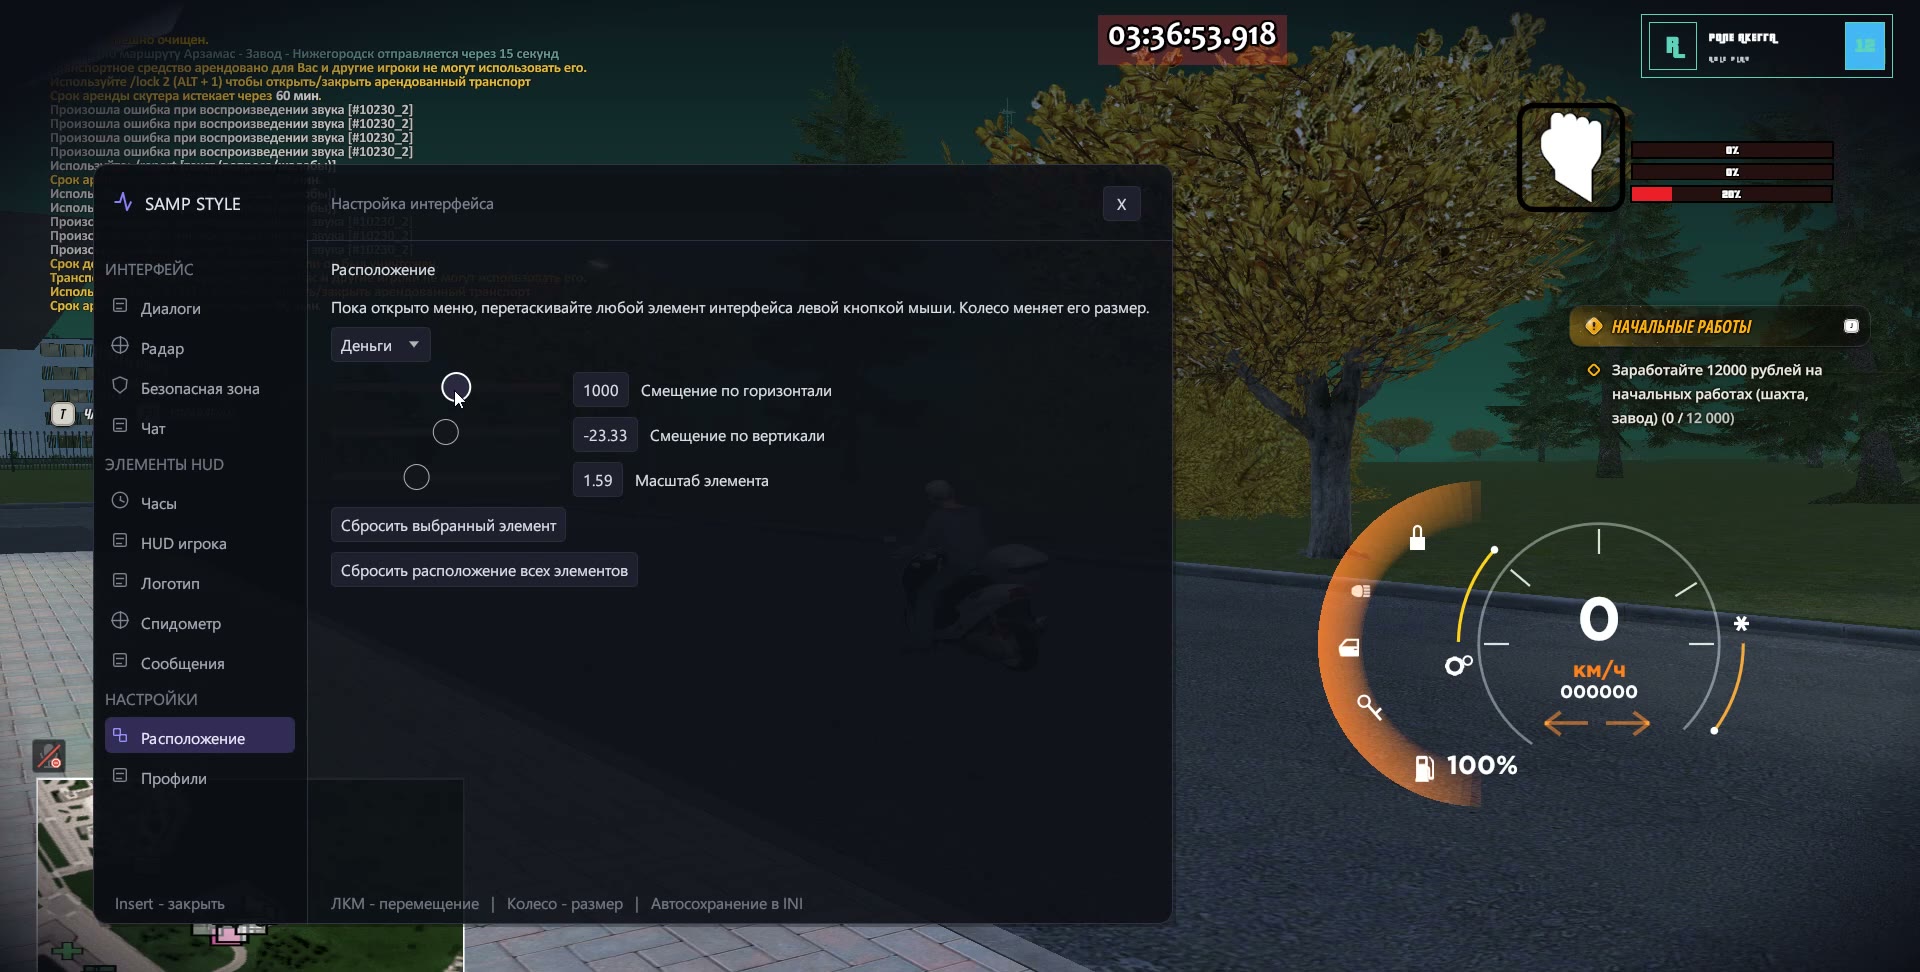 03:36:53.918
маршруту Арзамас - Завод - Нижегородск отправляется через 15 секунд
средство арендовано для Вас и другие игроки не могут использовать его.
Используйте /lock 2 (ALT + 1) чтобы открыть/закрыть арендованный транспорт
Срок аренды скутера истекает через 60 мин.
Произошла ошибка при воспроизведении звука [#10230_2]
Произошла ошибка при воспроизведении звука [#10230_2]
Произошла ошибка при воспроизведении звука [#10230_2]
Произошла ошибка при воспроизведении звука [#10230_2]
0%
0%
20%
12
SAMP STYLE
Настройка интерфейса
X
ИНТЕРФЕЙС
Диалоги
Радар
Безопасная зона
Чат
ЭЛЕМЕНТЫ HUD
Часы
HUD игрока
Логотип
Спидометр
Сообщения
НАСТРОЙКИ
Расположение
Профили
Insert - закрыть
Расположение
Пока открыто меню, перетаскивайте любой элемент интерфейса левой кнопкой мыши. Колесо меняет его размер.
Деньги
1000 Смещение по горизонтали
-23.33 Смещение по вертикали
1.59 Масштаб элемента
Сбросить выбранный элемент
Сбросить расположение всех элементов
ЛКМ - перемещение | Колесо - размер | Автосохранение в INI
T
НАЧАЛЬНЫЕ РАБОТЫ
J
Заработайте 12000 рублей на
начальных работах (шахта,
завод) (0 / 12 000)
0
км/ч
000000
100%